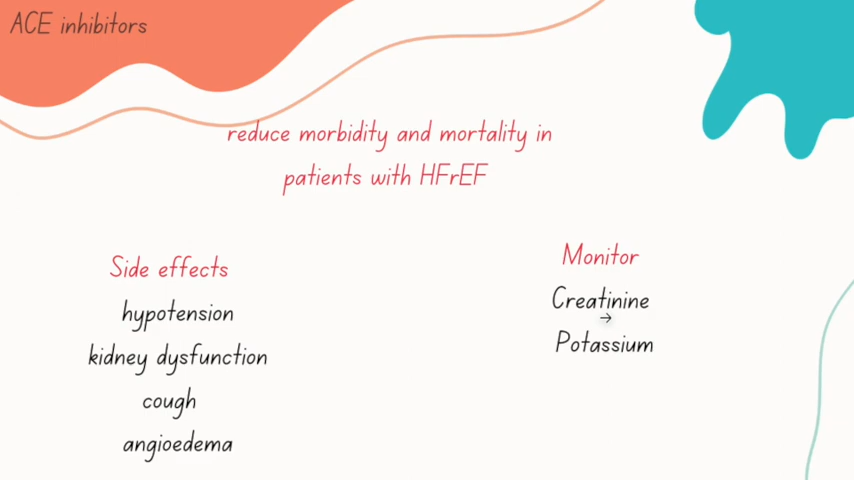 ACE inhibitors
reduce morbidity and mortality in
patients with HFrEF
Side effects
hypotension
kidney dysfunction
cough
angioedema
Monitor
Creatinine
→
Potassium